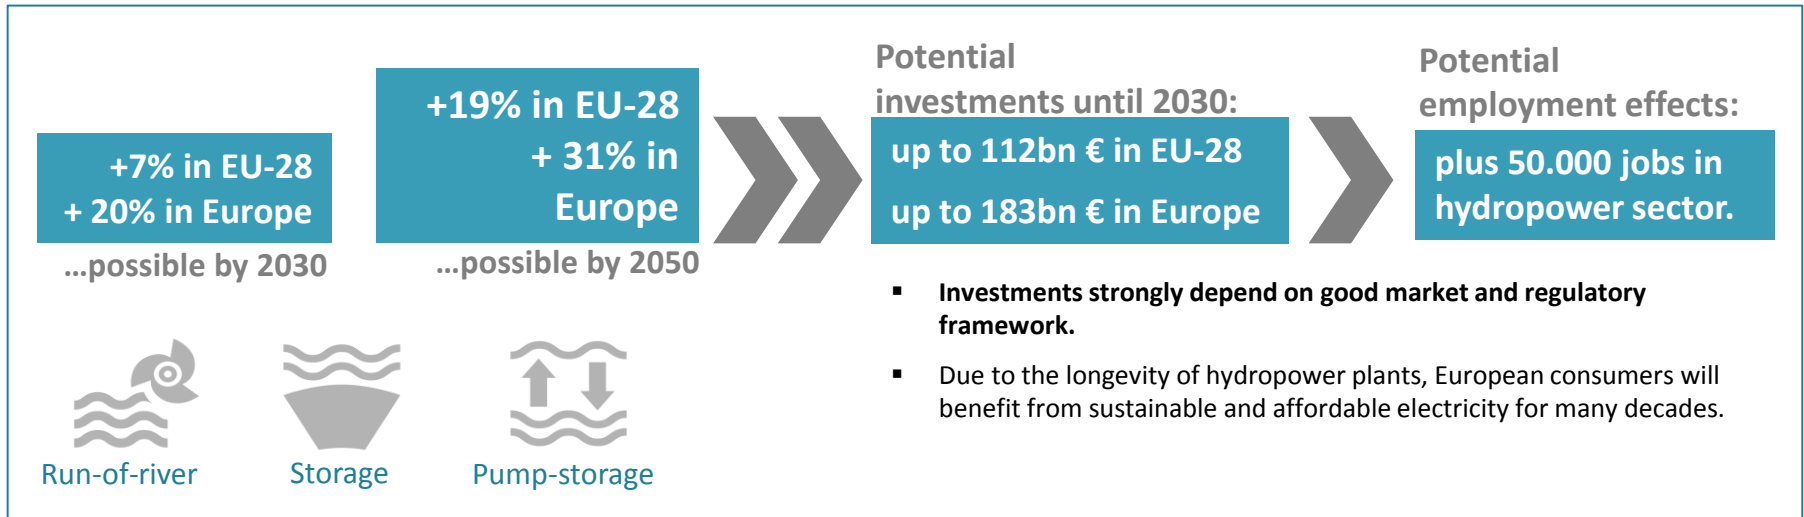 +7% in EU-28
+ 20% in Europe
…possible by 2030
+19% in EU-28
+ 31% in
Europe
…possible by 2050
Potential
investments until 2030:
up to 112bn € in EU-28
up to 183bn € in Europe
Potential
employment effects:
plus 50.000 jobs in
hydropower sector.
▪ Investments strongly depend on good market and regulatory
framework.
▪ Due to the longevity of hydropower plants, European consumers will
benefit from sustainable and affordable electricity for many decades.
Run-of-river
Storage
Pump-storage